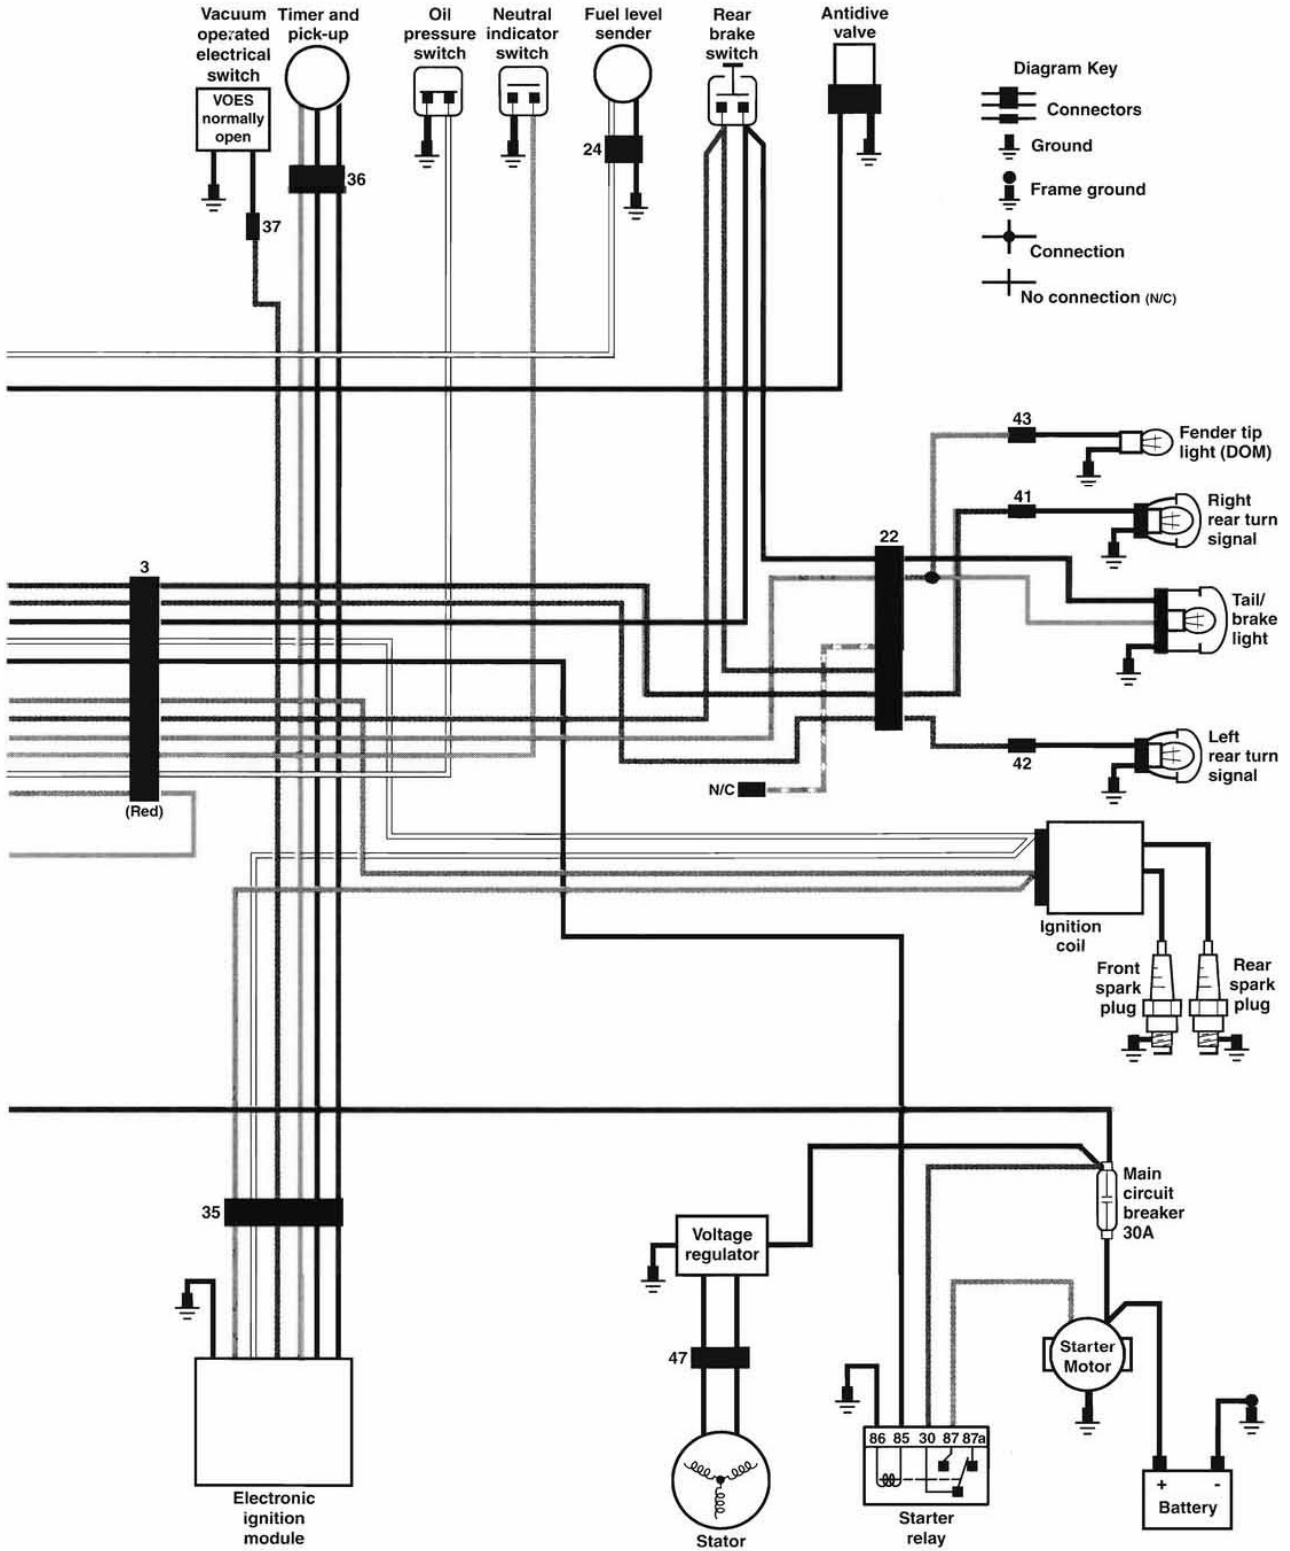 Vacuum
operated
electrical
switch
Timer and
pick-up
Oil
pressure
switch
Neutral
indicator
switch
Fuel level
sender
Rear
brake
switch
Antidive
valve
VOES
normally
open
36
37
24
Diagram Key
Connectors
Ground
Frame ground
Connection
No connection (N/C)
43
Fender tip
light (DOM)
41
Right
rear turn
signal
22
3
Tail/
brake
light
42
Left
rear turn
signal
N/C
(Red)
Ignition
coil
Front
spark
plug
Rear
spark
plug
35
Main
circuit
breaker
30A
Voltage
regulator
47
Starter
Motor
86 85 30 87 87a
+ -
Battery
Electronic
ignition
module
Stator
Starter
relay